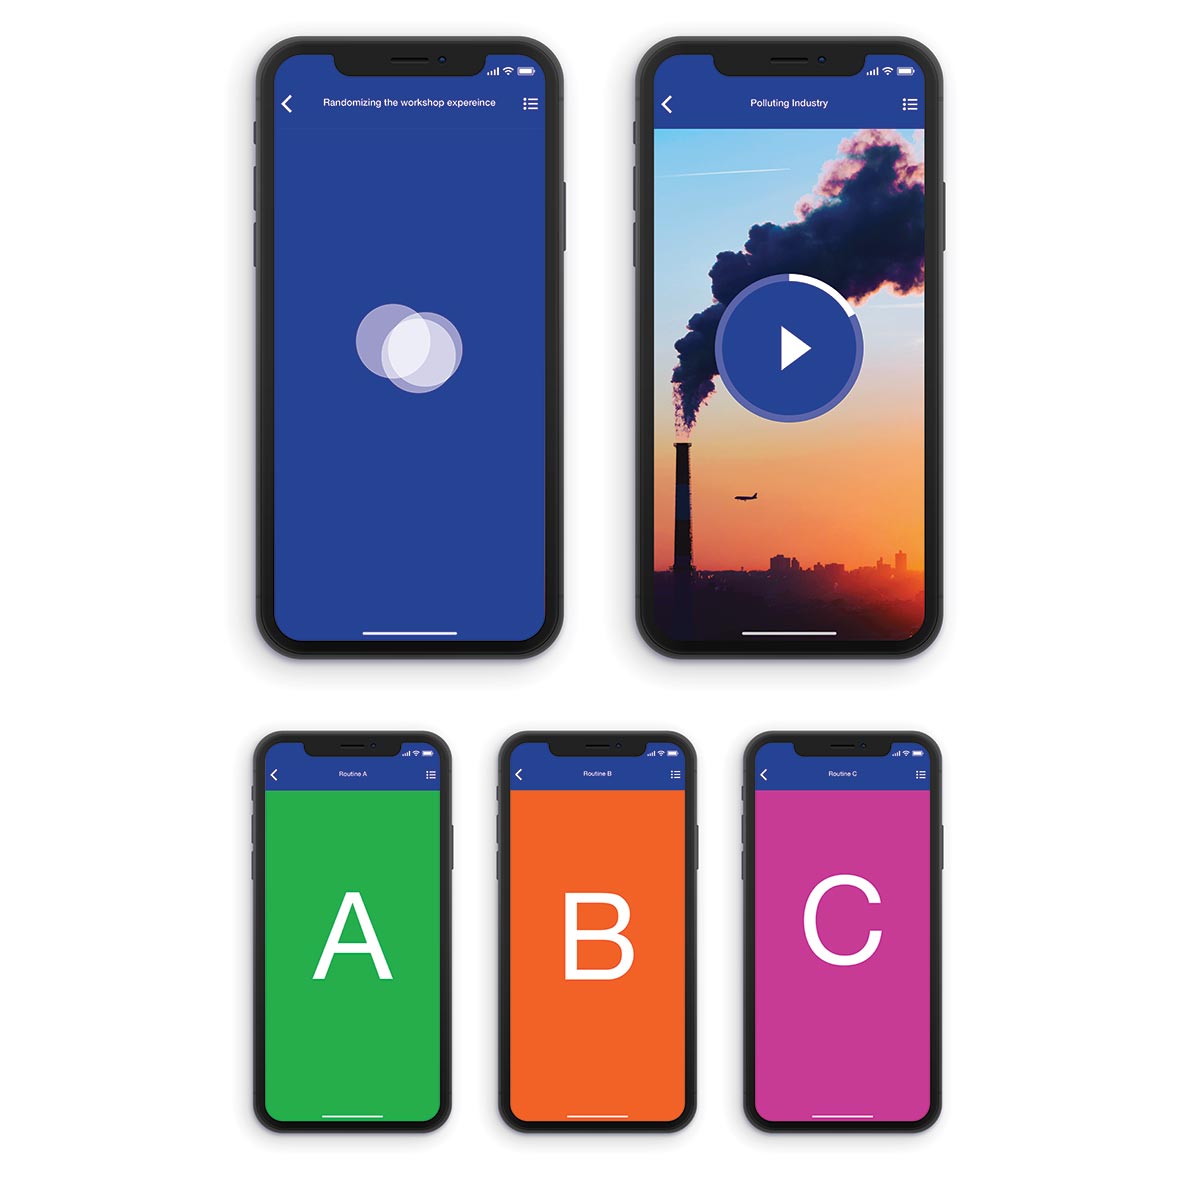 Randomizing the workshop expereince
Polluting Industry
Routine A
Routine B
Routine C
A
B
C